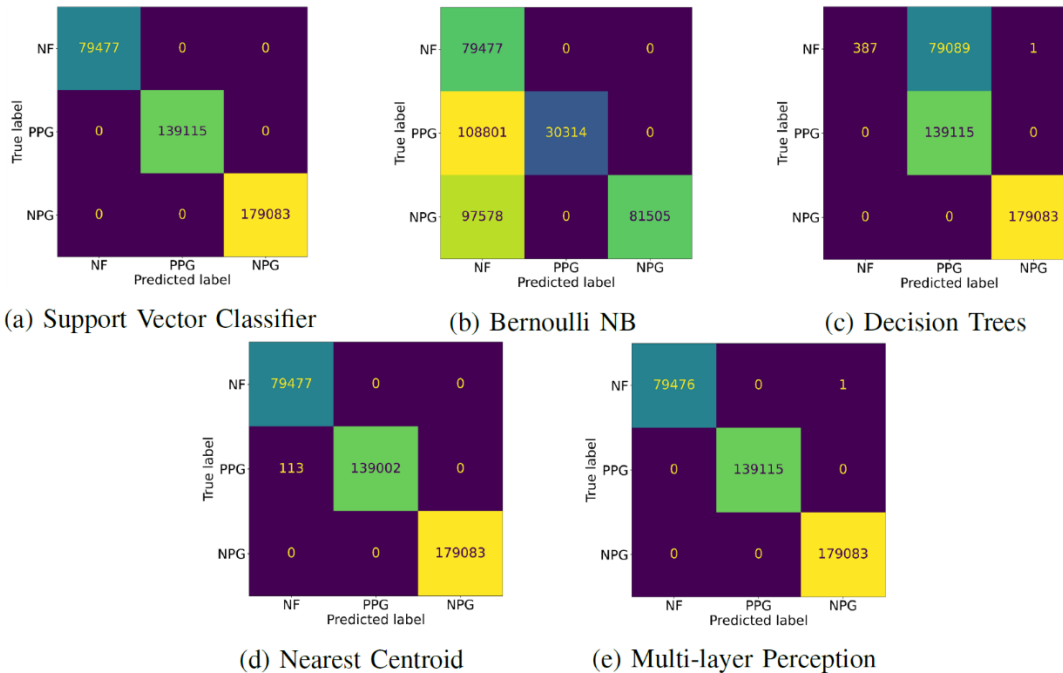 NF 79477 0 0
True label
PPG 0 139115 0
NPG 0 0 179083
NF PPG NPG
Predicted label
(a) Support Vector Classifier
NF 79477 0 0
True label
PPG 108801 30314 0
NPG 97578 0 81505
NF PPG NPG
Predicted label
(b) Bernoulli NB
NF 387 79089 1
True label
PPG 0 139115 0
NPG 0 0 179083
NF PPG NPG
Predicted label
(c) Decision Trees
NF 79477 0 0
True label
PPG 113 139002 0
NPG 0 0 179083
NF PPG NPG
Predicted label
(d) Nearest Centroid
NF 79476 0 1
True label
PPG 0 139115 0
NPG 0 0 179083
NF PPG NPG
Predicted label
(e) Multi-layer Perception